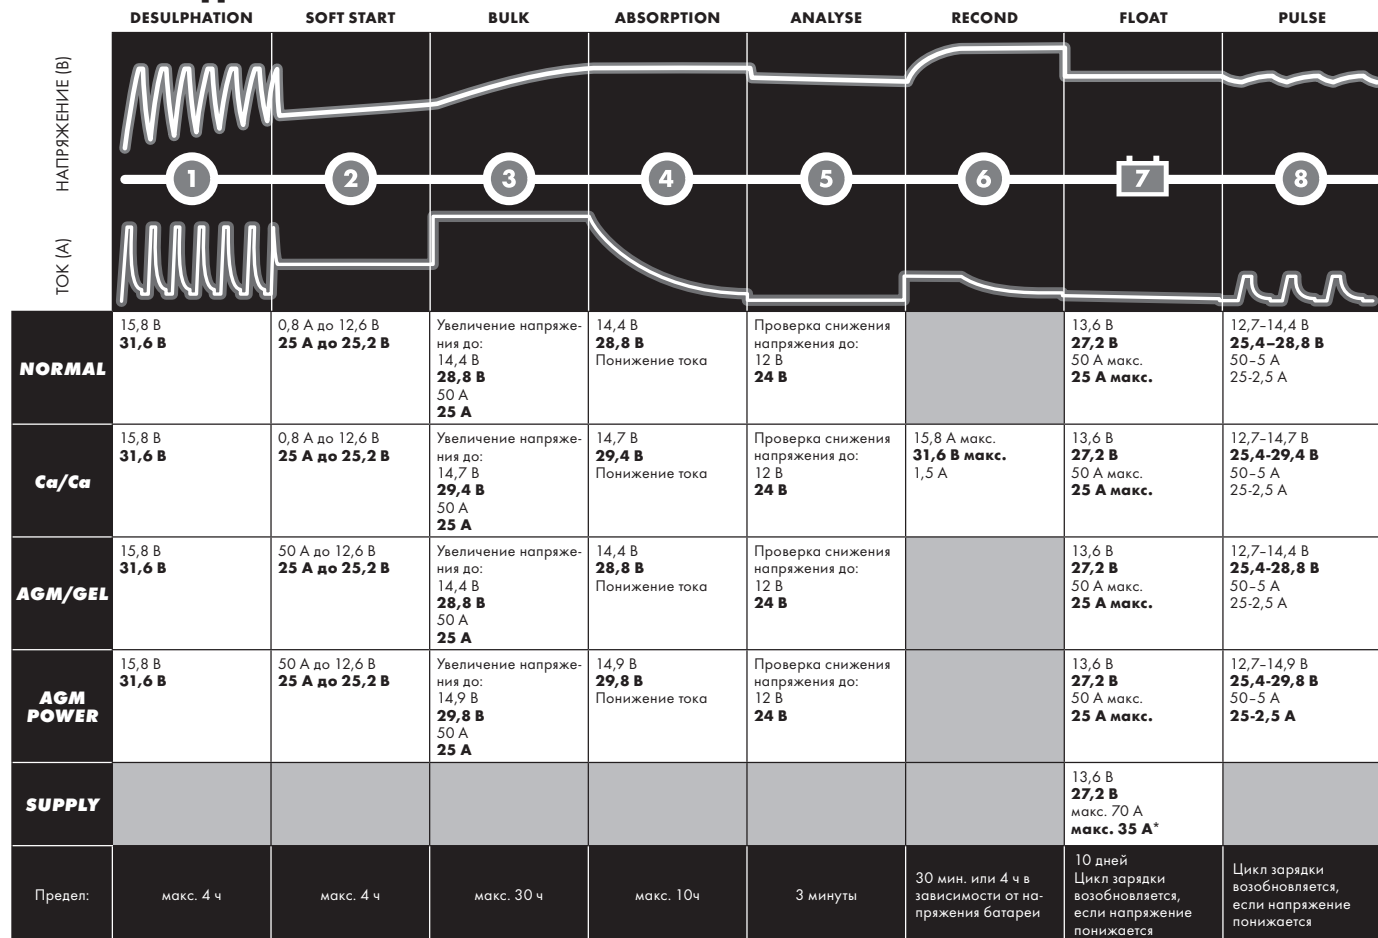 DESULPHATION SOFT START BULK ABSORPTION ANALYSE RECOND FLOAT PULSE
НАПРЯЖЕНИЕ (В)
1 2 3 4 5 6 7 8
ТОК (А)
NORMAL
15,8 В
31,6 В
0,8 А до 12,6 В
25 А до 25,2 В
Увеличение напряже-
ния до:
14,4 В
28,8 В
50 А
25 А
14,4 В
28,8 В
Понижение тока
Проверка снижения
напряжения до:
12 В
24 В
13,6 В
27,2 В
50 А макс.
25 А макс.
12,7–14,4 В
25,4–28,8 В
50–5 А
25-2,5 А
Ca/Ca
15,8 В
31,6 В
0,8 А до 12,6 В
25 А до 25,2 В
Увеличение напряже-
ния до:
14,7 В
29,4 В
50 А
25 А
14,7 В
29,4 В
Понижение тока
Проверка снижения
напряжения до:
12 В
24 В
15,8 А макс.
31,6 В макс.
1,5 А
13,6 В
27,2 В
50 А макс.
25 А макс.
12,7–14,7 В
25,4-29,4 В
50–5 А
25-2,5 А
AGM/GEL
15,8 В
31,6 В
50 А до 12,6 В
25 А до 25,2 В
Увеличение напряже-
ния до:
14,4 В
28,8 В
50 А
25 А
14,4 В
28,8 В
Понижение тока
Проверка снижения
напряжения до:
12 В
24 В
13,6 В
27,2 В
50 А макс.
25 А макс.
12,7–14,4 В
25,4-28,8 В
50–5 А
25-2,5 А
AGM
POWER
15,8 В
31,6 В
50 А до 12,6 В
25 А до 25,2 В
Увеличение напряже-
ния до:
14,9 В
29,8 В
50 А
25 А
14,9 В
29,8 В
Понижение тока
Проверка снижения
напряжения до:
12 В
24 В
13,6 В
27,2 В
50 А макс.
25 А макс.
12,7–14,9 В
25,4-29,8 В
50–5 А
25-2,5 А
SUPPLY
13,6 В
27,2 В
макс. 70 А
макс. 35 А*
Предел:
макс. 4 ч
макс. 4 ч
макс. 30 ч
макс. 10ч
3 минуты
30 мин. или 4 ч в
зависимости от на-
пряжения батареи
10 дней
Цикл зарядки
возобновляется,
если напряжение
понижается
Цикл зарядки
возобновляется,
если напряжение
понижается